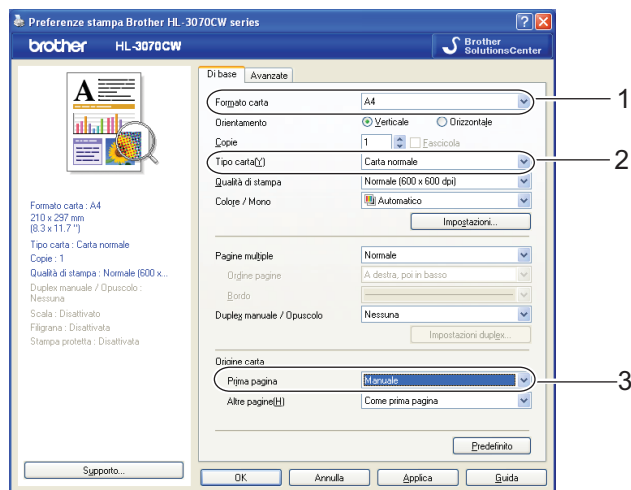 Preferenze stampa Brother HL-3070CW series
brother HL-3070CW
Brother
SolutionsCenter
Di base Avanzate
Formato carta A4 1
Orientamento Verticale Orizzontale
Copie 1 Fascicola
Tipo carta(Y) Carta normale 2
Qualità di stampa Normale (600 x 600 dpi)
Colore / Mono Automatico
Impostazioni...
Pagine multiple Normale
Ordine pagine A destra, poi in basso
Bordo
Duplex manuale / Opuscolo Nessuna
Impostazioni duplex...
Origine carta
Prima pagina Manuale 3
Altre pagine(H) Come prima pagina
Predefinito
A
Formato carta : A4
210 x 297 mm
(8.3 x 11.7 ")
Tipo carta : Carta normale
Copie : 1
Qualità di stampa : Normale (600 x...
Duplex manuale / Opuscolo :
Nessuna
Scala : Disattivato
Filigrana : Disattivata
Stampa protetta : Disattivata
Supporto...
OK Annulla Applica Guida